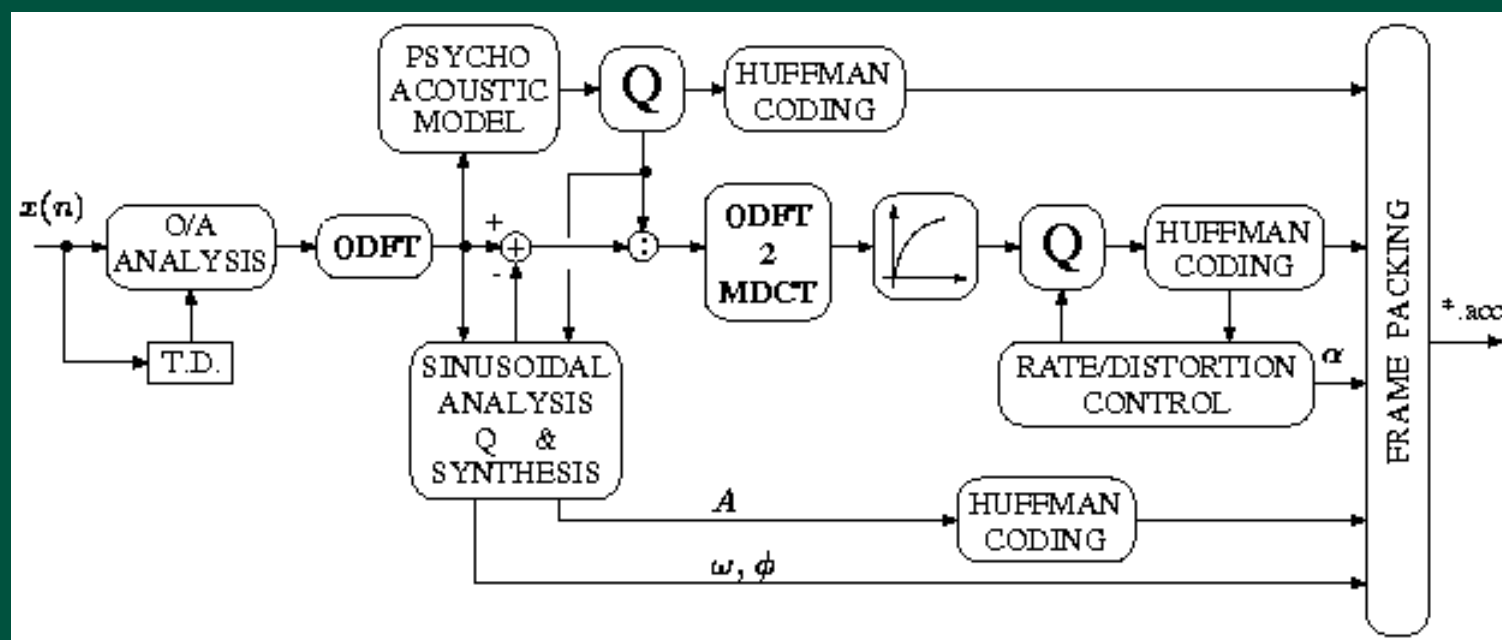 PSYCHO
ACOUSTIC
MODEL
Q
HUFFMAN
CODING
x(n)
O/A
ANALYSIS
ODFT
+
+
-
:
ODFT
2
MDCT
Q
HUFFMAN
CODING
T.D.
SINUSOIDAL
ANALYSIS
Q &
SYNTHESIS
RATE/DISTORTION
CONTROL
α
A
HUFFMAN
CODING
ω, ϕ
FRAME PACKING
*.acc